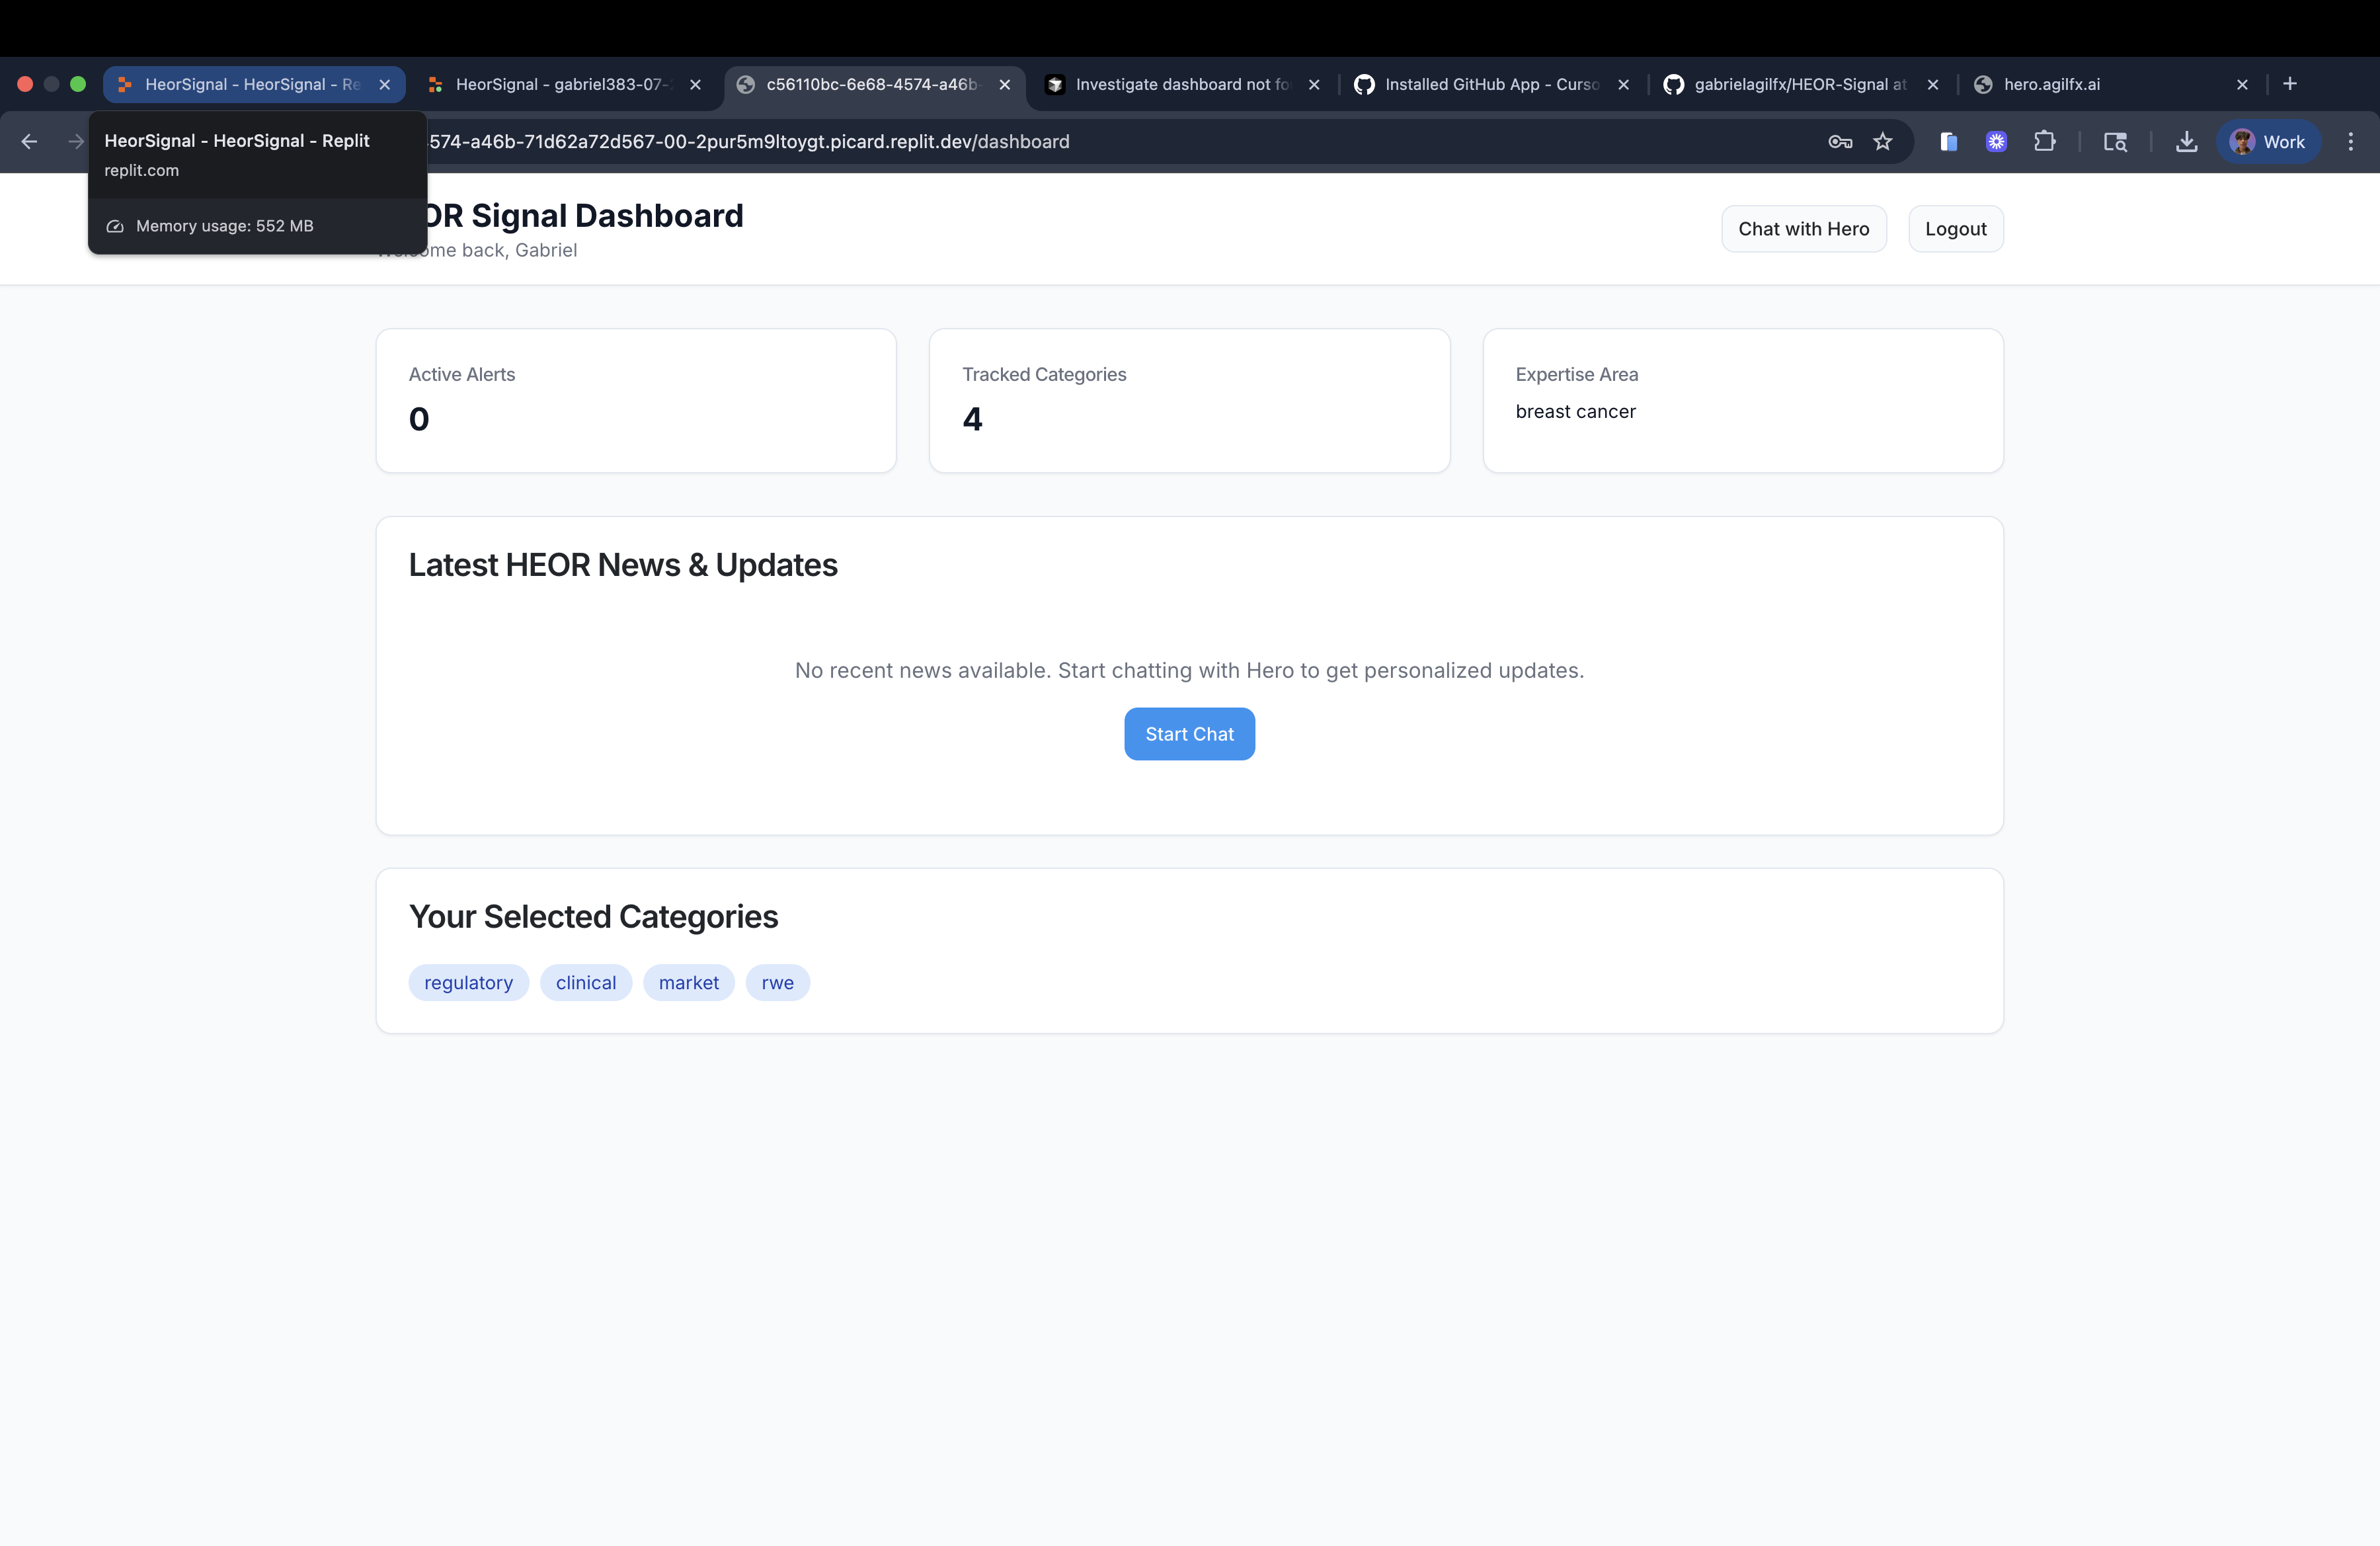 HeorSignal - HeorSignal - Re
HeorSignal - gabriel383-07-
c56110bc-6e68-4574-a46b-
Investigate dashboard not fo
Installed GitHub App - Curso
gabrielagilfx/HEOR-Signal at
hero.agilfx.ai
574-a46b-71d62a72d567-00-2pur5m9ltoygt.picard.replit.dev/dashboard
Work
HeorSignal - HeorSignal - Replit
replit.com
Memory usage: 552 MB
OR Signal Dashboard
ome back, Gabriel
Chat with Hero
Logout
Active Alerts
0
Tracked Categories
4
Expertise Area
breast cancer
Latest HEOR News & Updates
No recent news available. Start chatting with Hero to get personalized updates.
Start Chat
Your Selected Categories
regulatory
clinical
market
rwe